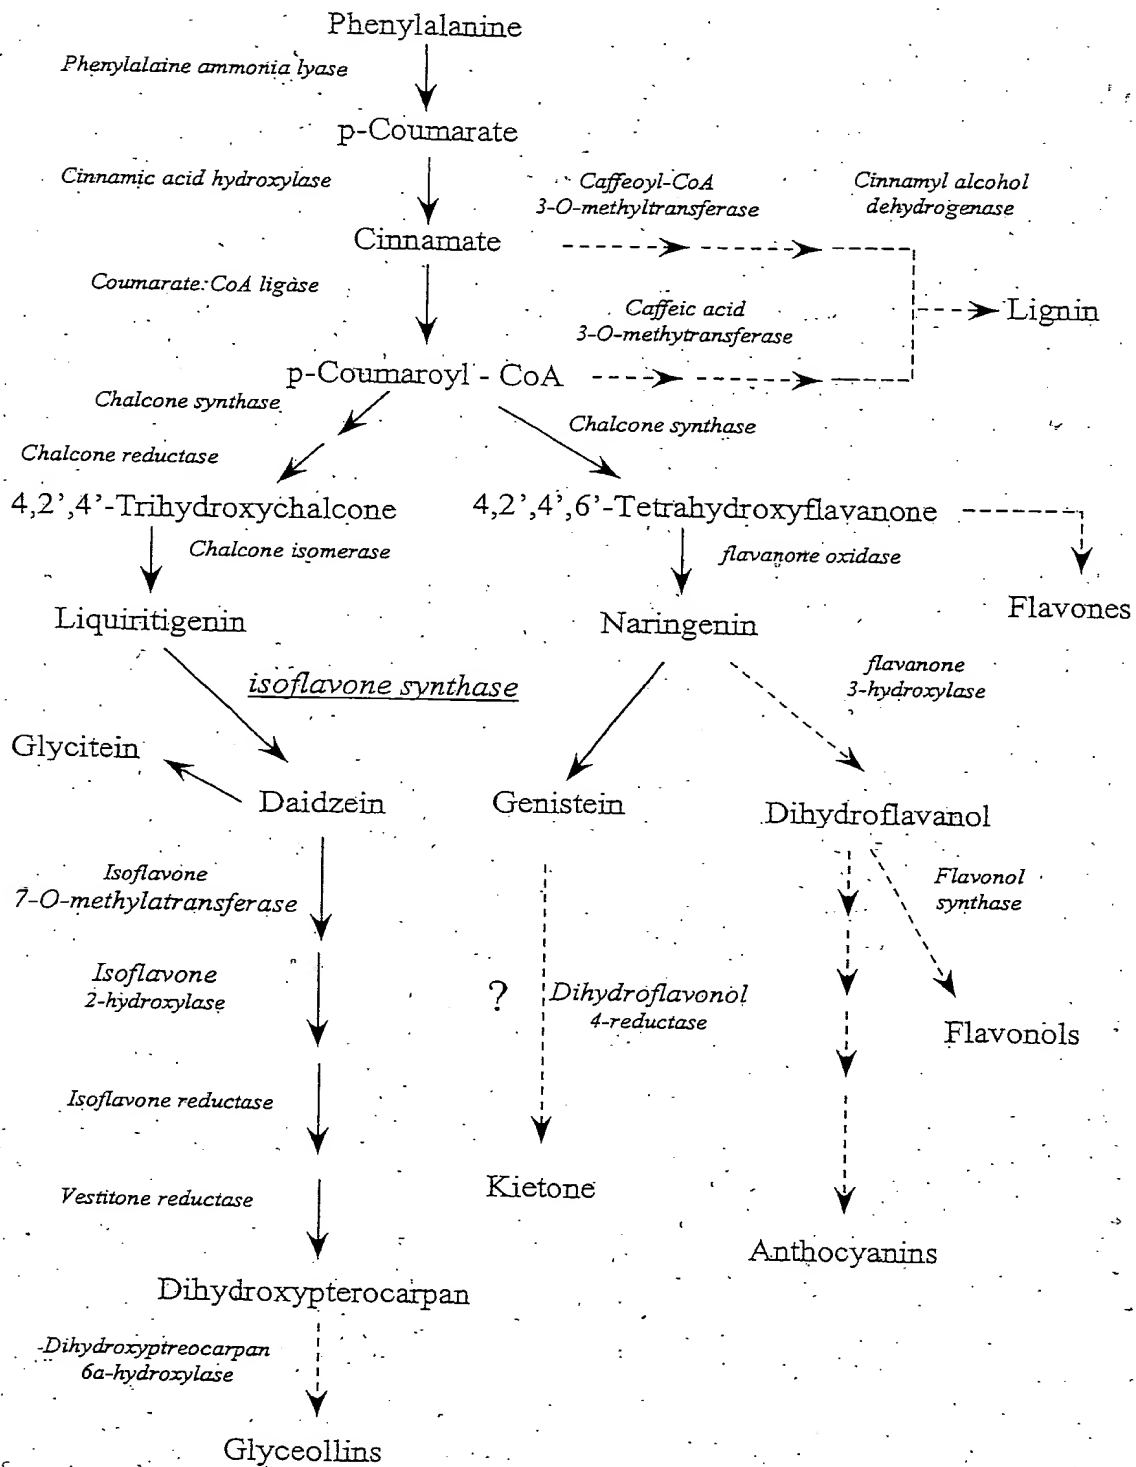 Phenylalanine
Phenylalaine ammonia lyase
p-Coumarate
Cinnamic acid hydroxylase
Caffeoyl-CoA
3-O-methyltransferase
Cinnamyl alcohol
dehydrogenase
Cinnamate
Coumarate:CoA ligase
Caffeic acid
3-O-methytransferase
Lignin
p-Coumaroyl - CoA
Chalcone synthase
Chalcone synthase
Chalcone reductase
4,2',4'-Trihydroxychalcone
4,2',4',6'-Tetrahydroxyflavanone
Chalcone isomerase
flavanone oxidase
Liquiritigenin
Naringenin
Flavones
isoflavone synthase
flavanone
3-hydroxylase
Glycitein
Daidzein
Genistein
Dihydroflavanol
Isoflavone
7-O-methylatransferase
Flavonol
synthase
Isoflavone
2-hydroxylase
?
Dihydroflavonol
4-reductase
Flavonols
Isoflavone reductase
Kietone
Vestitone reductase
Anthocyanins
Dihydroxypterocarpan
Dihydroxyptreocarpan
6a-hydroxylase
Glyceollins